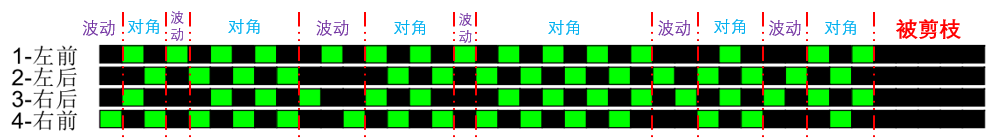 波动 对角 波动 对角 波动 对角 波动 对角 波动 对角 波动 对角 被剪枝
1-左前
2-左后
3-右后
4-右前